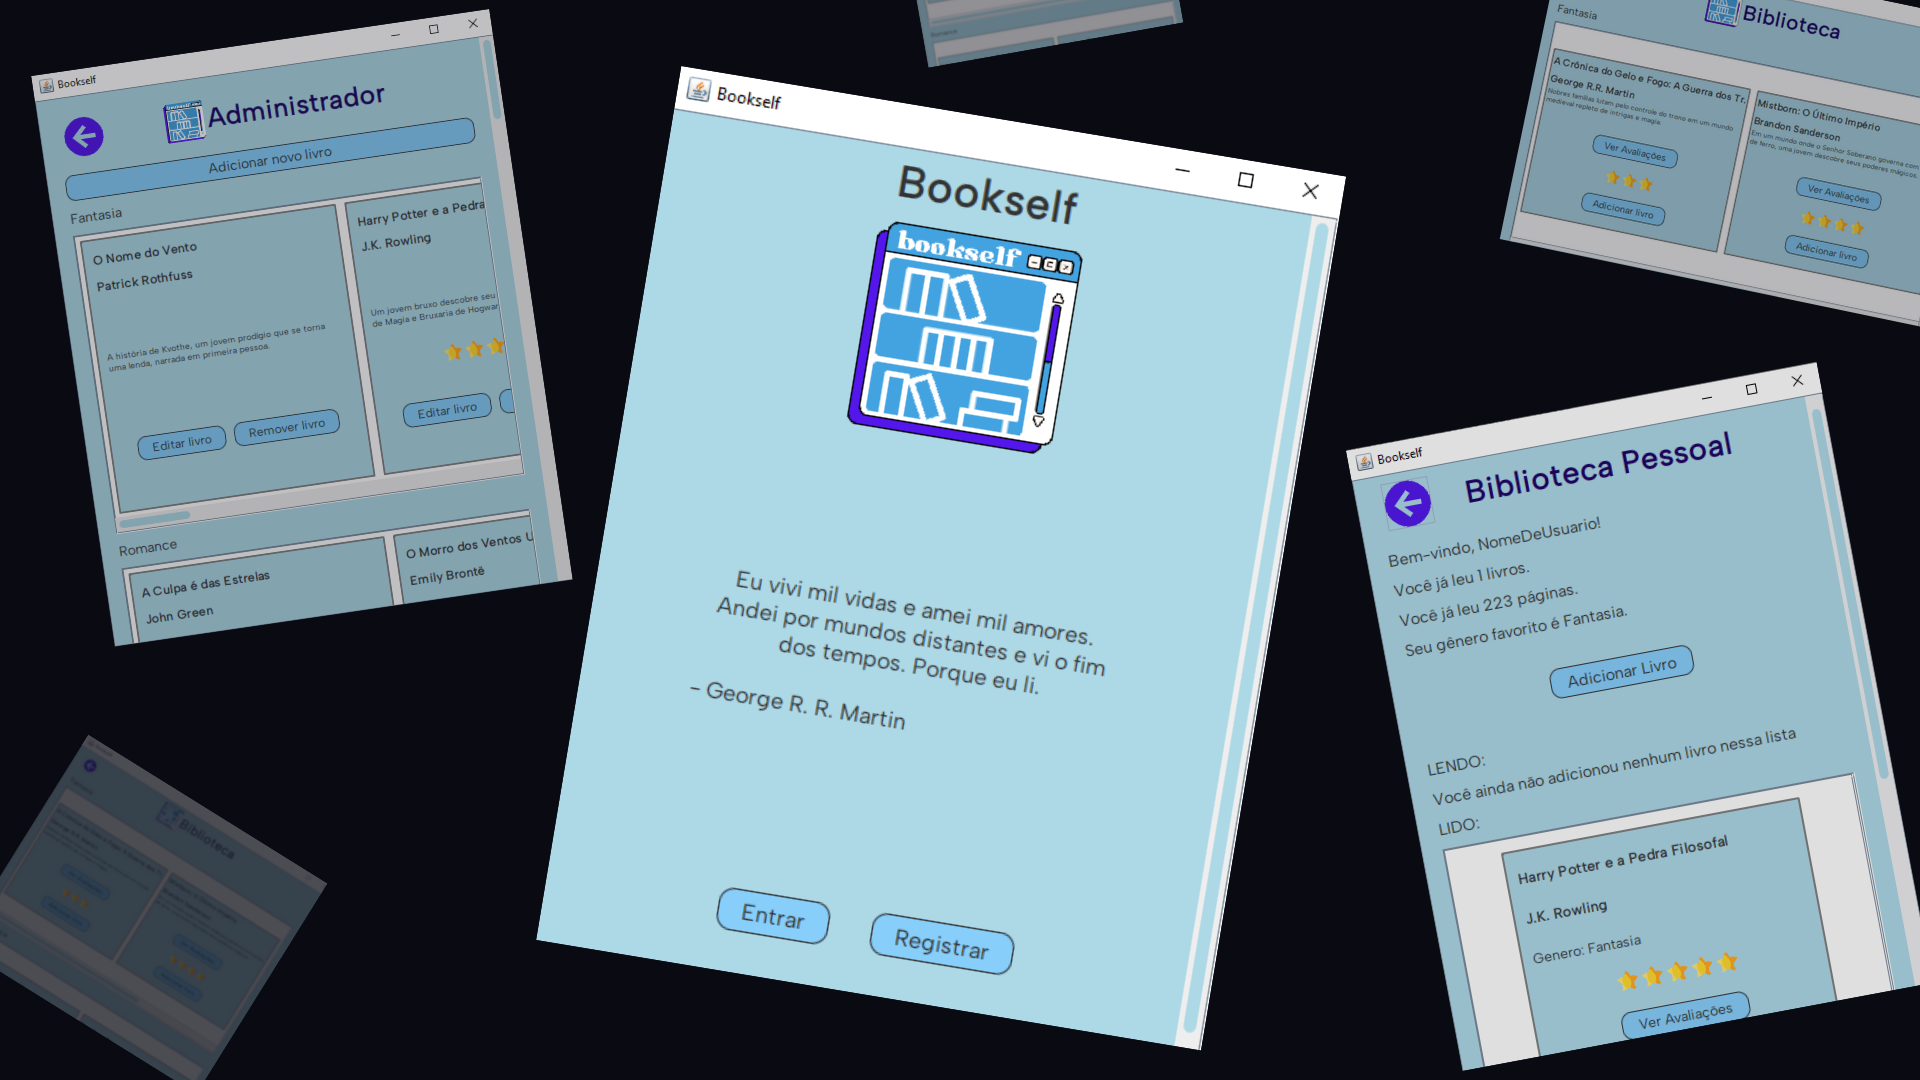 Bookself
Administrador
Adicionar novo livro
Fantasia
O Nome do Vento
Patrick Rothfuss
A história de Kvothe, um jovem prodígio que se torna
uma lenda, narrada em primeira pessoa.
Editar livro
Remover livro
Harry Potter e a Pedra
J.K. Rowling
Um jovem bruxo descobre seu
de Magia e Bruxaria de Hogwar
Editar livro
Romance
A Culpa é das Estrelas
John Green
O Morro dos Ventos U
Emily Brontë
Bookself
Bookself
bookself
Eu vivi mil vidas e amei mil amores.
Andei por mundos distantes e vi o fim
dos tempos. Porque eu li.
– George R. R. Martin
Entrar
Registrar
Biblioteca
Fantasia
A Crônica do Gelo e Fogo: A Guerra dos Tr.
George R.R. Martin
Nobres famílias lutam pelo controle do trono em um mundo
medieval repleto de intrigas e magia.
Ver Avaliações
Adicionar livro
Mistborn: O Último Império
Brandon Sanderson
Em um mundo onde o Senhor Soberano governa com
de ferro, uma jovem descobre seus poderes mágicos.
Ver Avaliações
Adicionar livro
Bookself
Biblioteca Pessoal
Bem-vindo, NomeDeUsuario!
Você já leu 1 livros.
Você já leu 223 páginas.
Seu gênero favorito é Fantasia.
Adicionar Livro
LENDO:
Você ainda não adicionou nenhum livro nessa lista
LIDO:
Harry Potter e a Pedra Filosofal
J.K. Rowling
Genero: Fantasia
Ver Avaliações
Biblioteca